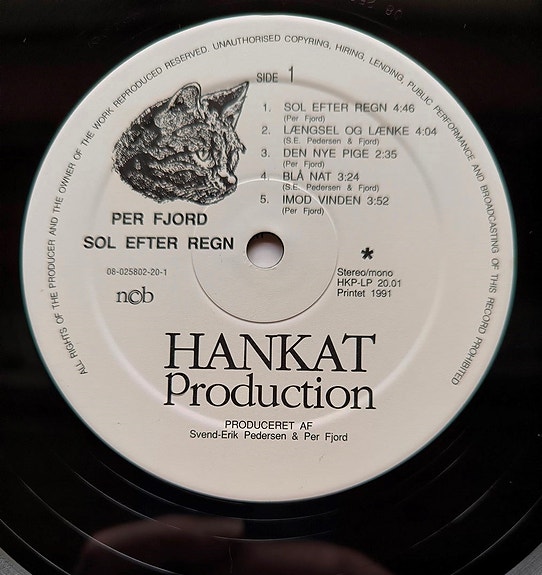 ALL RIGHTS OF THE PRODUCER AND THE OWNER OF THE WORK REPRODUCED RESERVED. UNAUTHORISED COPYRING, HIRING, LENDING, PUBLIC PERFORMANCE AND BROADCASTING OF THIS RECORD PROHIBITED
SIDE 1
1. SOL EFTER REGN 4:46
(Per Fjord)
2. LÆNGSEL OG LÆNKE 4:04
(S.E. Pedersen & Fjord)
3. DEN NYE PIGE 2:35
(Per Fjord)
4. BLÅ NAT 3:24
(S.E. Pedersen & Fjord)
5. IMOD VINDEN 3:52
(Per Fjord)
PER FJORD
SOL EFTER REGN
08-025802-20-1
ncb
*
Stereo/mono
HKP-LP 20.01
Printet 1991
HANKAT
Production
PRODUCERET AF
Svend-Erik Pedersen & Per Fjord